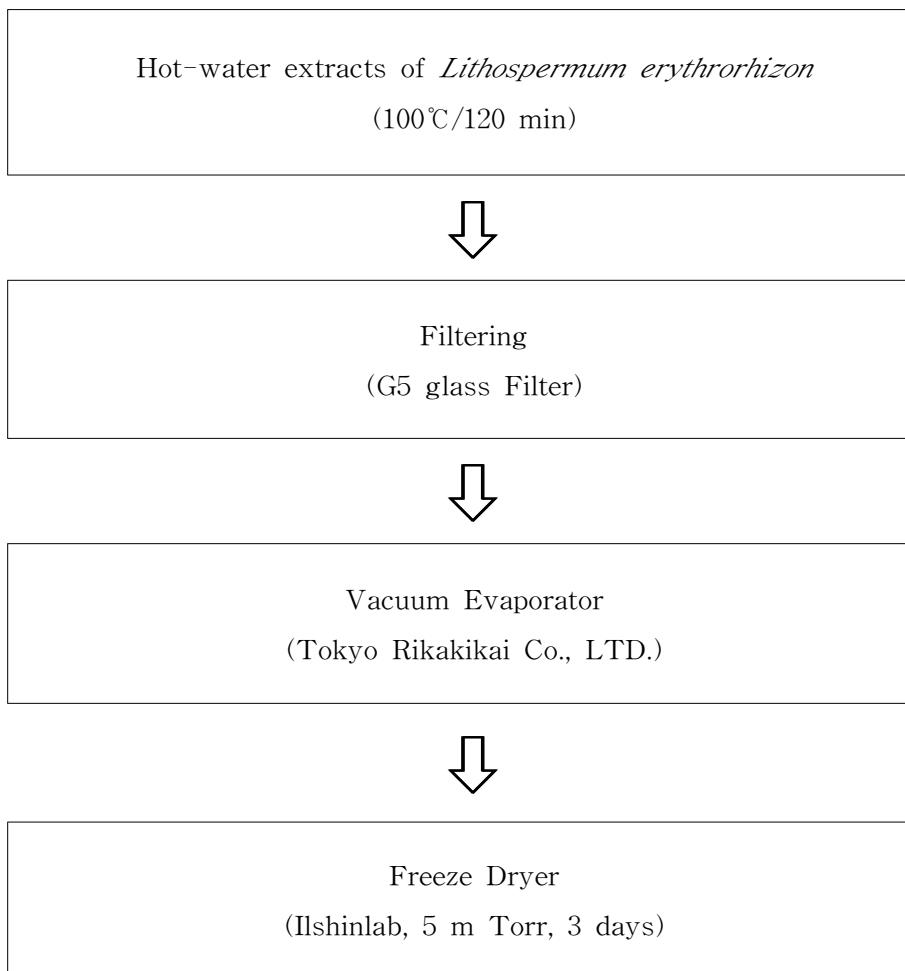 Hot-water extracts of Lithospermum erythrorhizon
(100℃/120 min)
Filtering
(G5 glass Filter)
Vacuum Evaporator
(Tokyo Rikakikai Co., LTD.)
Freeze Dryer
(Ilshinlab, 5 m Torr, 3 days)